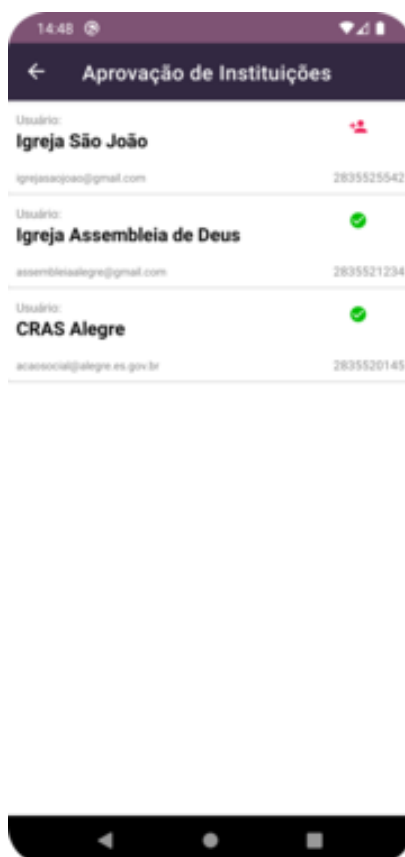 14:48
Aprovação de Instituições
Usuário:
Igreja São João
igrejasaojoao@gmail.com 2835525542
Usuário:
Igreja Assembleia de Deus
assembleiaalegre@gmail.com 2835521234
Usuário:
CRAS Alegre
acaosocial@alegre.es.gov.br 2835520145